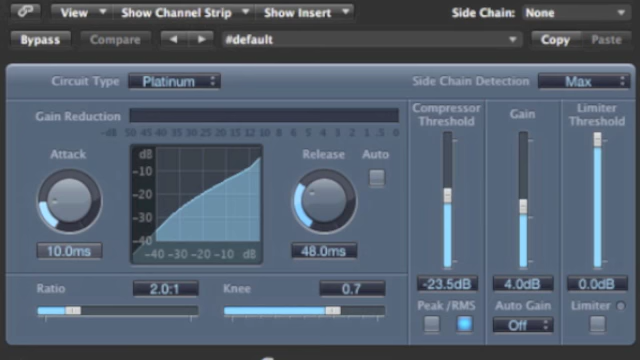 View Show Channel Strip Show Insert Side Chain: None
Bypass Compare #default Copy Paste
Circuit Type Platinum Side Chain Detection Max
Compressor Threshold Gain Limiter Threshold
Gain Reduction
-dB 50 45 40 35 30 25 20 15 12 10 8 6 5 4 3 2 1 .5 0
Attack dB Release Auto
-10
-20
-30
-40
-40 -30 -20 -10 dB
10.0ms 48.0ms
-23.5dB 4.0dB 0.0dB
Ratio 2.0:1 Knee 0.7
Peak/RMS Auto Gain Limiter
Off